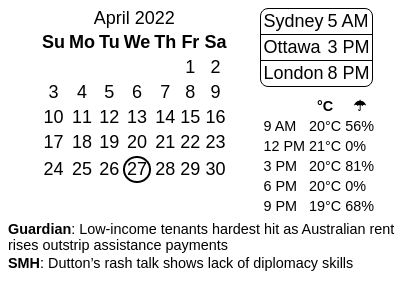 April 2022
Su Mo Tu We Th Fr Sa
1 2
3 4 5 6 7 8 9
10 11 12 13 14 15 16
17 18 19 20 21 22 23
24 25 26 27 28 29 30
Sydney 5 AM
Ottawa 3 PM
London 8 PM
°C ☂
9 AM 20°C 56%
12 PM 21°C 0%
3 PM 20°C 81%
6 PM 20°C 0%
9 PM 19°C 68%
Guardian: Low-income tenants hardest hit as Australian rent
rises outstrip assistance payments
SMH: Dutton’s rash talk shows lack of diplomacy skills